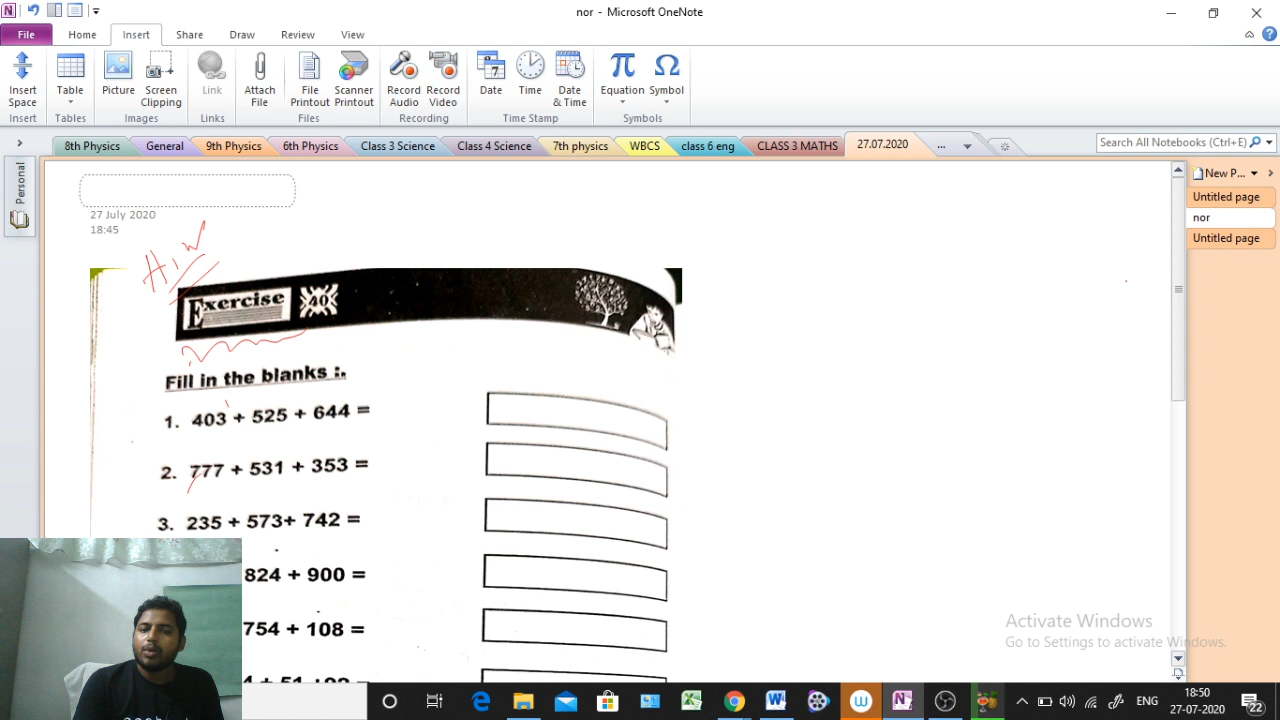 nor - Microsoft OneNote
File Home Insert Share Draw Review View
Insert Space Table Picture Screen Clipping Link Attach File File Printout Scanner Printout Record Audio Record Video Date Time Date & Time Equation Symbol
Insert Tables Images Links Files Recording Time Stamp Symbols
8th Physics General 9th Physics 6th Physics Class 3 Science Class 4 Science 7th physics WBCS class 6 eng CLASS 3 MATHS 27.07.2020 ... Search All Notebooks (Ctrl+E)
Personal
New P...
Untitled page
nor
Untitled page
27 July 2020
18:45
H.W
Exercise 40
Fill in the blanks :.
1. 403 + 525 + 644 =
2. 777 + 531 + 353 =
3. 235 + 573+ 742 =
824 + 900 =
754 + 108 =
Activate Windows
Go to Settings to activate Windows.
ENG
18:50
27-07-2020
22